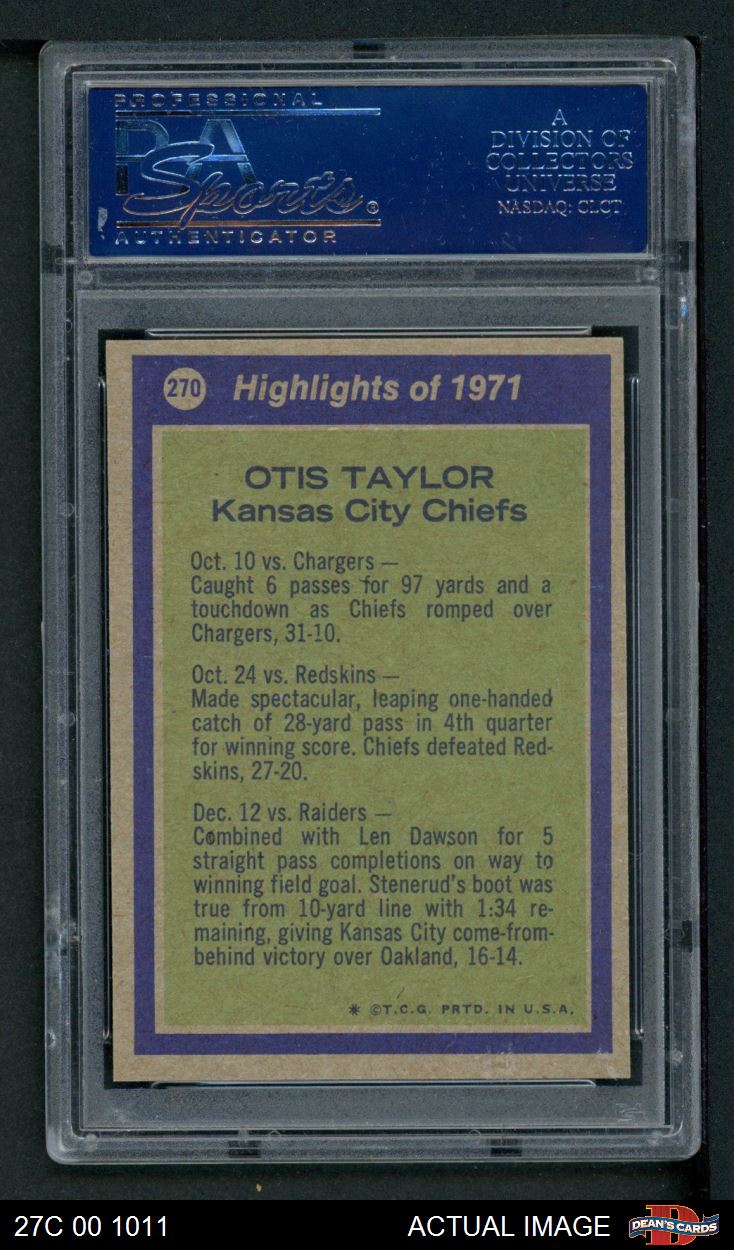 PROFESSIONAL
PSA
Sports ®
AUTHENTICATOR
A
DIVISION OF
COLLECTORS
UNIVERSE
NASDAQ: CLCT
270 Highlights of 1971
OTIS TAYLOR
Kansas City Chiefs
Oct. 10 vs. Chargers —
Caught 6 passes for 97 yards and a
touchdown as Chiefs romped over
Chargers, 31-10.
Oct. 24 vs. Redskins —
Made spectacular, leaping one-handed
catch of 28-yard pass in 4th quarter
for winning score. Chiefs defeated Red-
skins, 27-20.
Dec. 12 vs. Raiders —
Combined with Len Dawson for 5
straight pass completions on way to
winning field goal. Stenerud's boot was
true from 10-yard line with 1:34 re-
maining, giving Kansas City come-from-
behind victory over Oakland, 16-14.
* ©T.C.G. PRTD. IN U.S.A.
27C 00 1011 ACTUAL IMAGE
DEAN'S CARDS